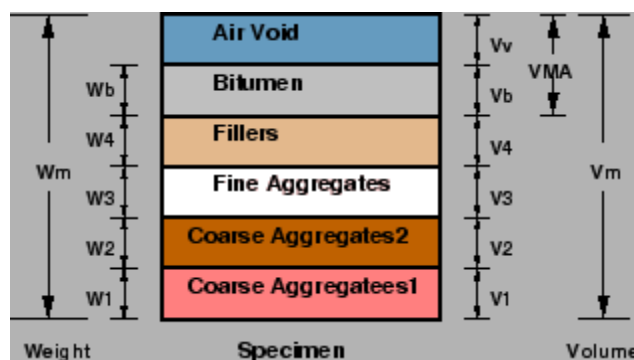 Air Void
Vv
VMA
Wb
Bitumen
Vb
W4
Fillers
V4
Wm
Fine Aggregates
Vm
W3
V3
W2
Coarse Aggregates2
V2
W1
Coarse Aggregatees1
V1
Weight
Specimen
Volume